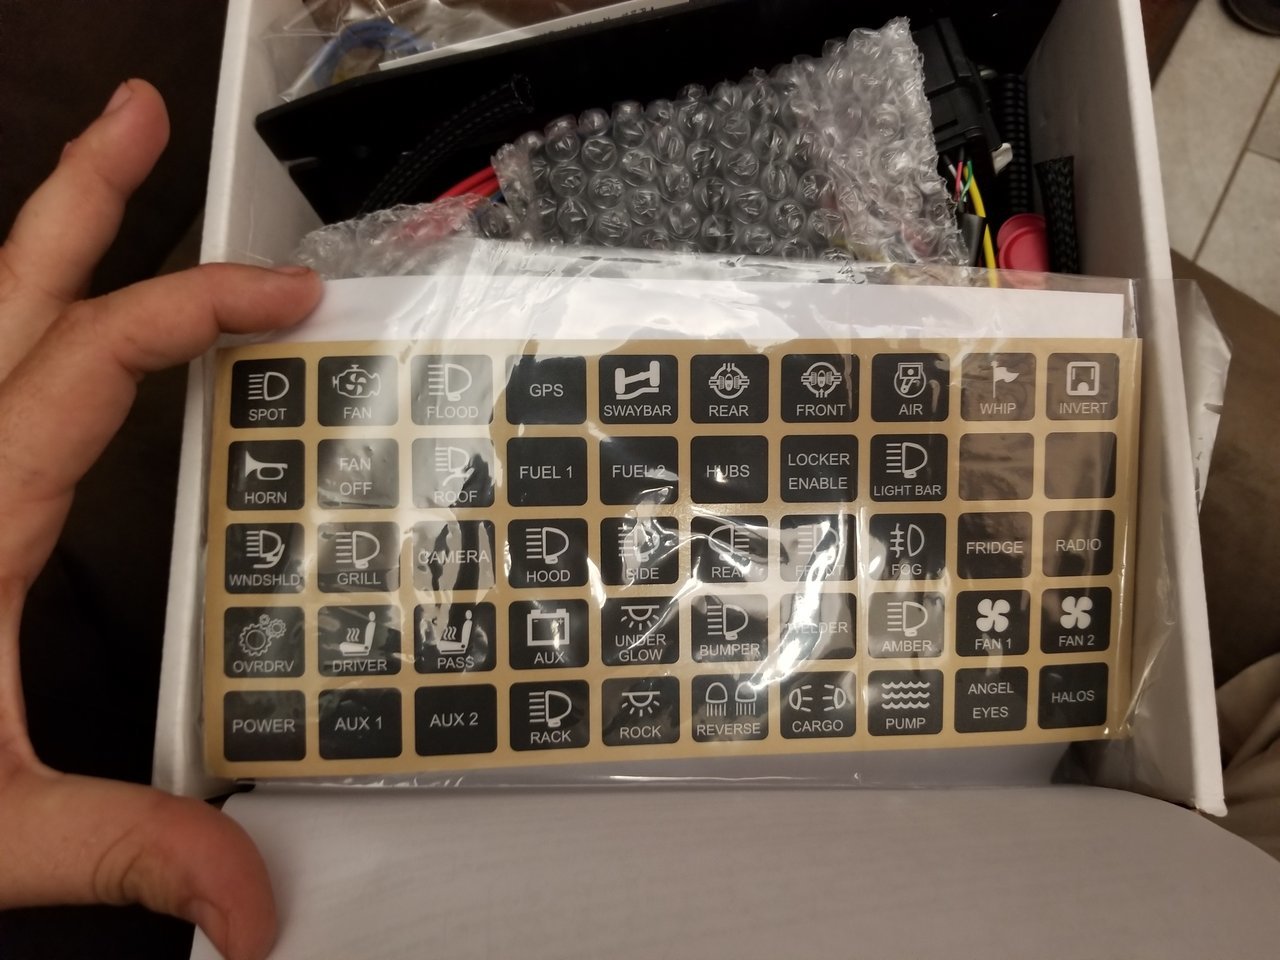 SPOT
FAN
FLOOD
GPS
SWAYBAR
REAR
FRONT
AIR
WHIP
INVERT
HORN
FAN
OFF
ROOF
FUEL 1
FUEL 2
HUBS
LOCKER
ENABLE
LIGHT BAR
WNDSHLD
GRILL
CAMERA
HOOD
SIDE
REAR
FRONT
FOG
FRIDGE
RADIO
OVRDRV
DRIVER
PASS
AUX
UNDER
GLOW
BUMPER
WELDER
AMBER
FAN 1
FAN 2
POWER
AUX 1
AUX 2
RACK
ROCK
REVERSE
CARGO
PUMP
ANGEL
EYES
HALOS